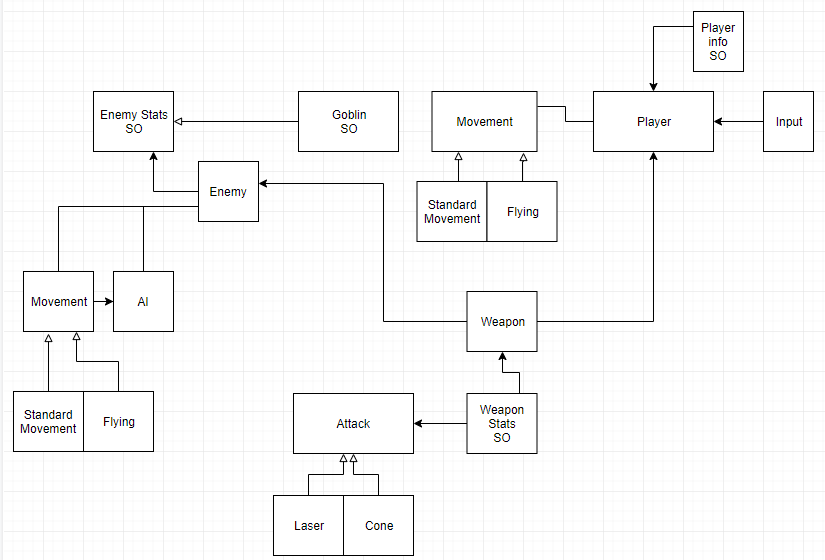 Player
info
SO
Enemy Stats
SO
Goblin
SO
Movement
Player
Input
Enemy
Standard
Movement
Flying
Movement
AI
Weapon
Standard
Movement
Flying
Attack
Weapon
Stats
SO
Laser
Cone